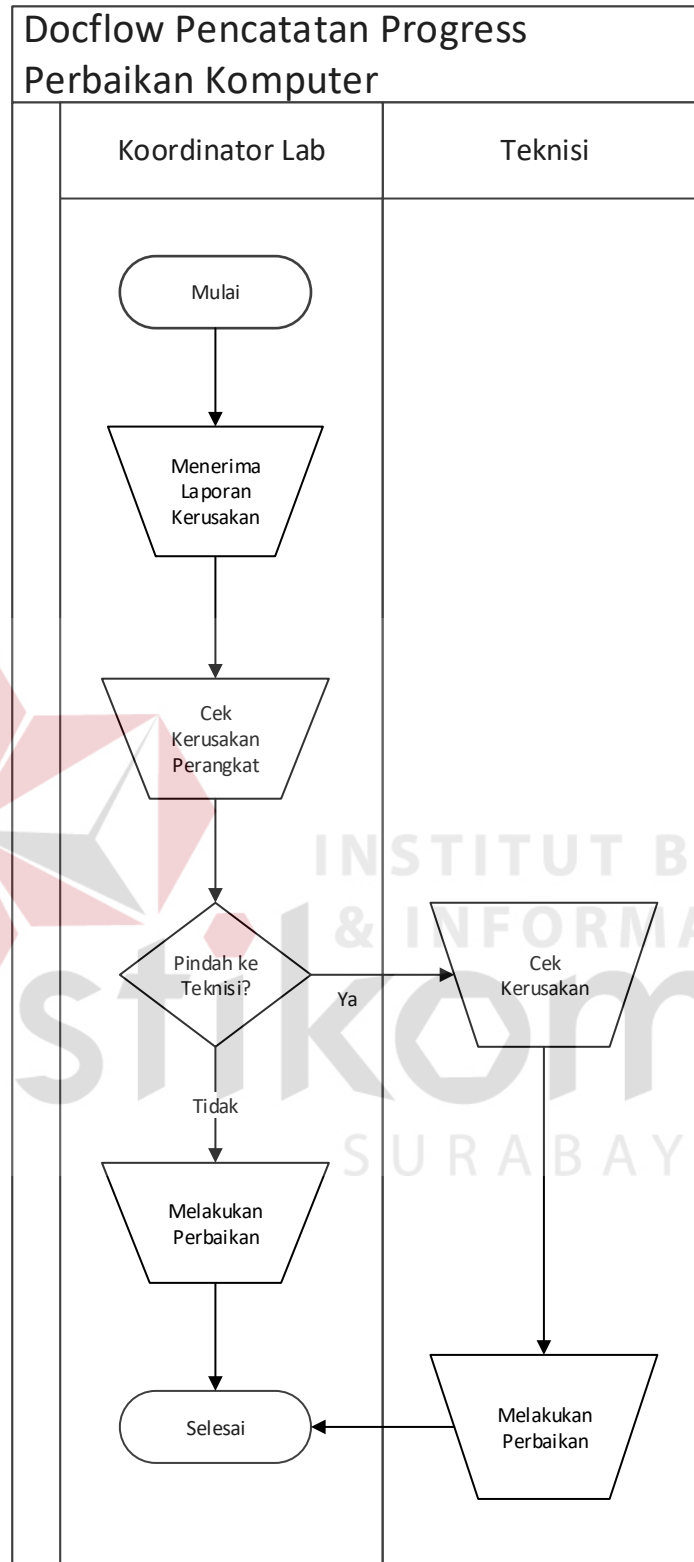 Docflow Pencatatan Progress
Perbaikan Komputer
Koordinator Lab
Teknisi
Mulai
Menerima
Laporan
Kerusakan
Cek
Kerusakan
Perangkat
INSTITUT B
& INFORMA
Pindah ke
Teknisi?
Ya
Cek
Kerusakan
stikom
Tidak
SURABAY
Melakukan
Perbaikan
Selesai
Melakukan
Perbaikan